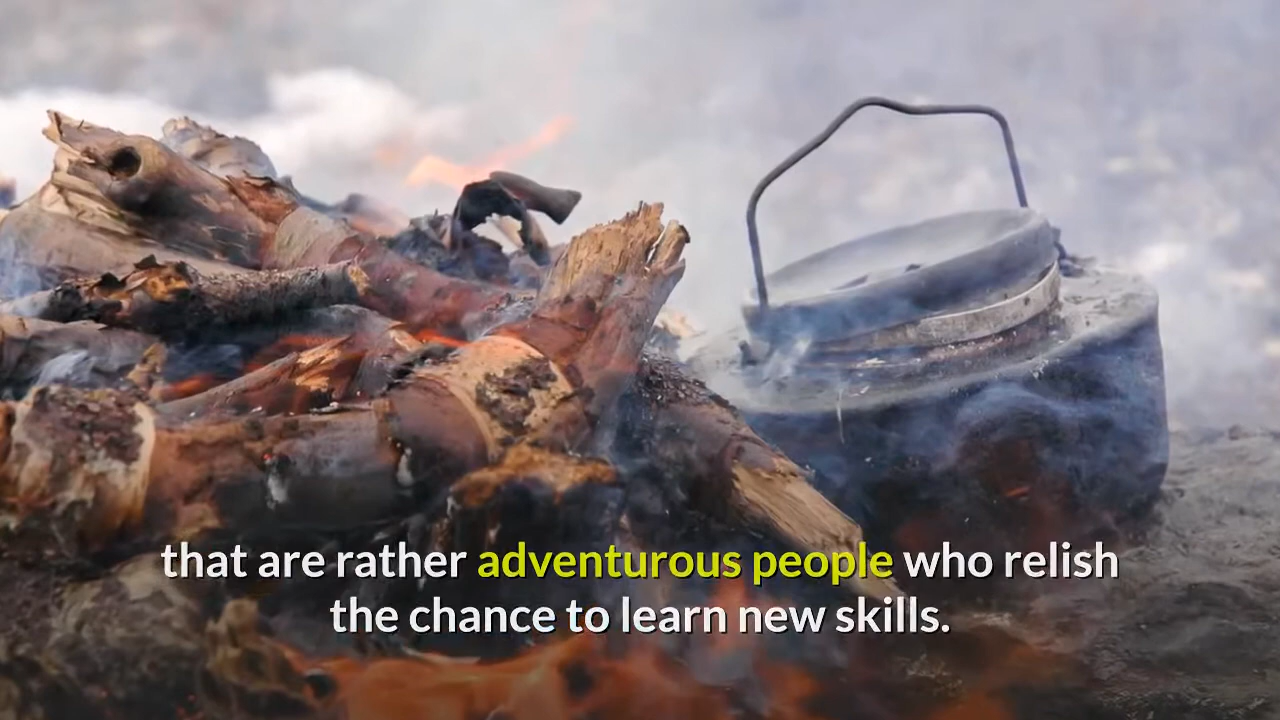 that are rather adventurous people who relish
the chance to learn new skills.